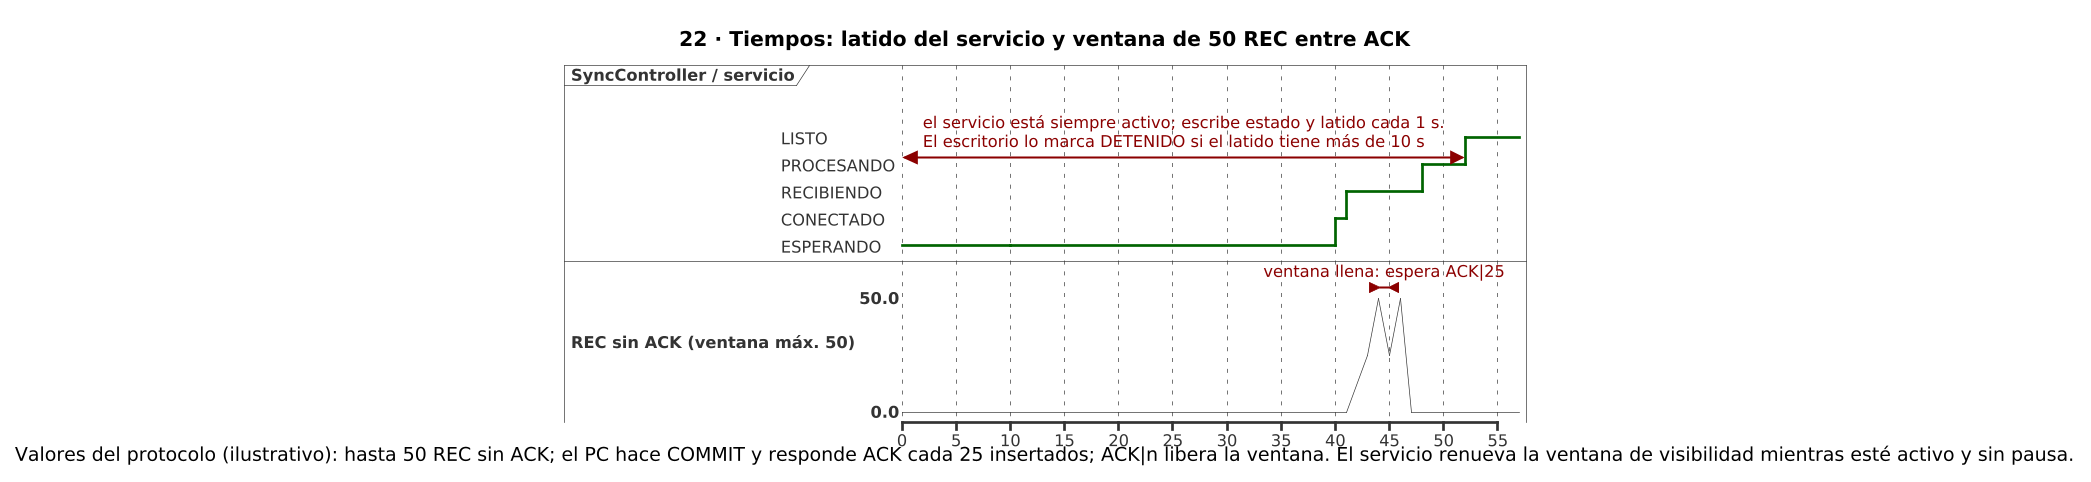 22 · Tiempos: latido del servicio y ventana de 50 REC entre ACK
SyncController / servicio
el servicio está siempre activo; escribe estado y latido cada 1 s.
El escritorio lo marca DETENIDO si el latido tiene más de 10 s
LISTO
PROCESANDO
RECIBIENDO
CONECTADO
ESPERANDO
ventana llena: espera ACK|25
50.0
REC sin ACK (ventana máx. 50)
0.0
0 5 10 15 20 25 30 35 40 45 50 55
Valores del protocolo (ilustrativo): hasta 50 REC sin ACK; el PC hace COMMIT y responde ACK cada 25 insertados; ACK|n libera la ventana. El servicio renueva la ventana de visibilidad mientras esté activo y sin pausa.